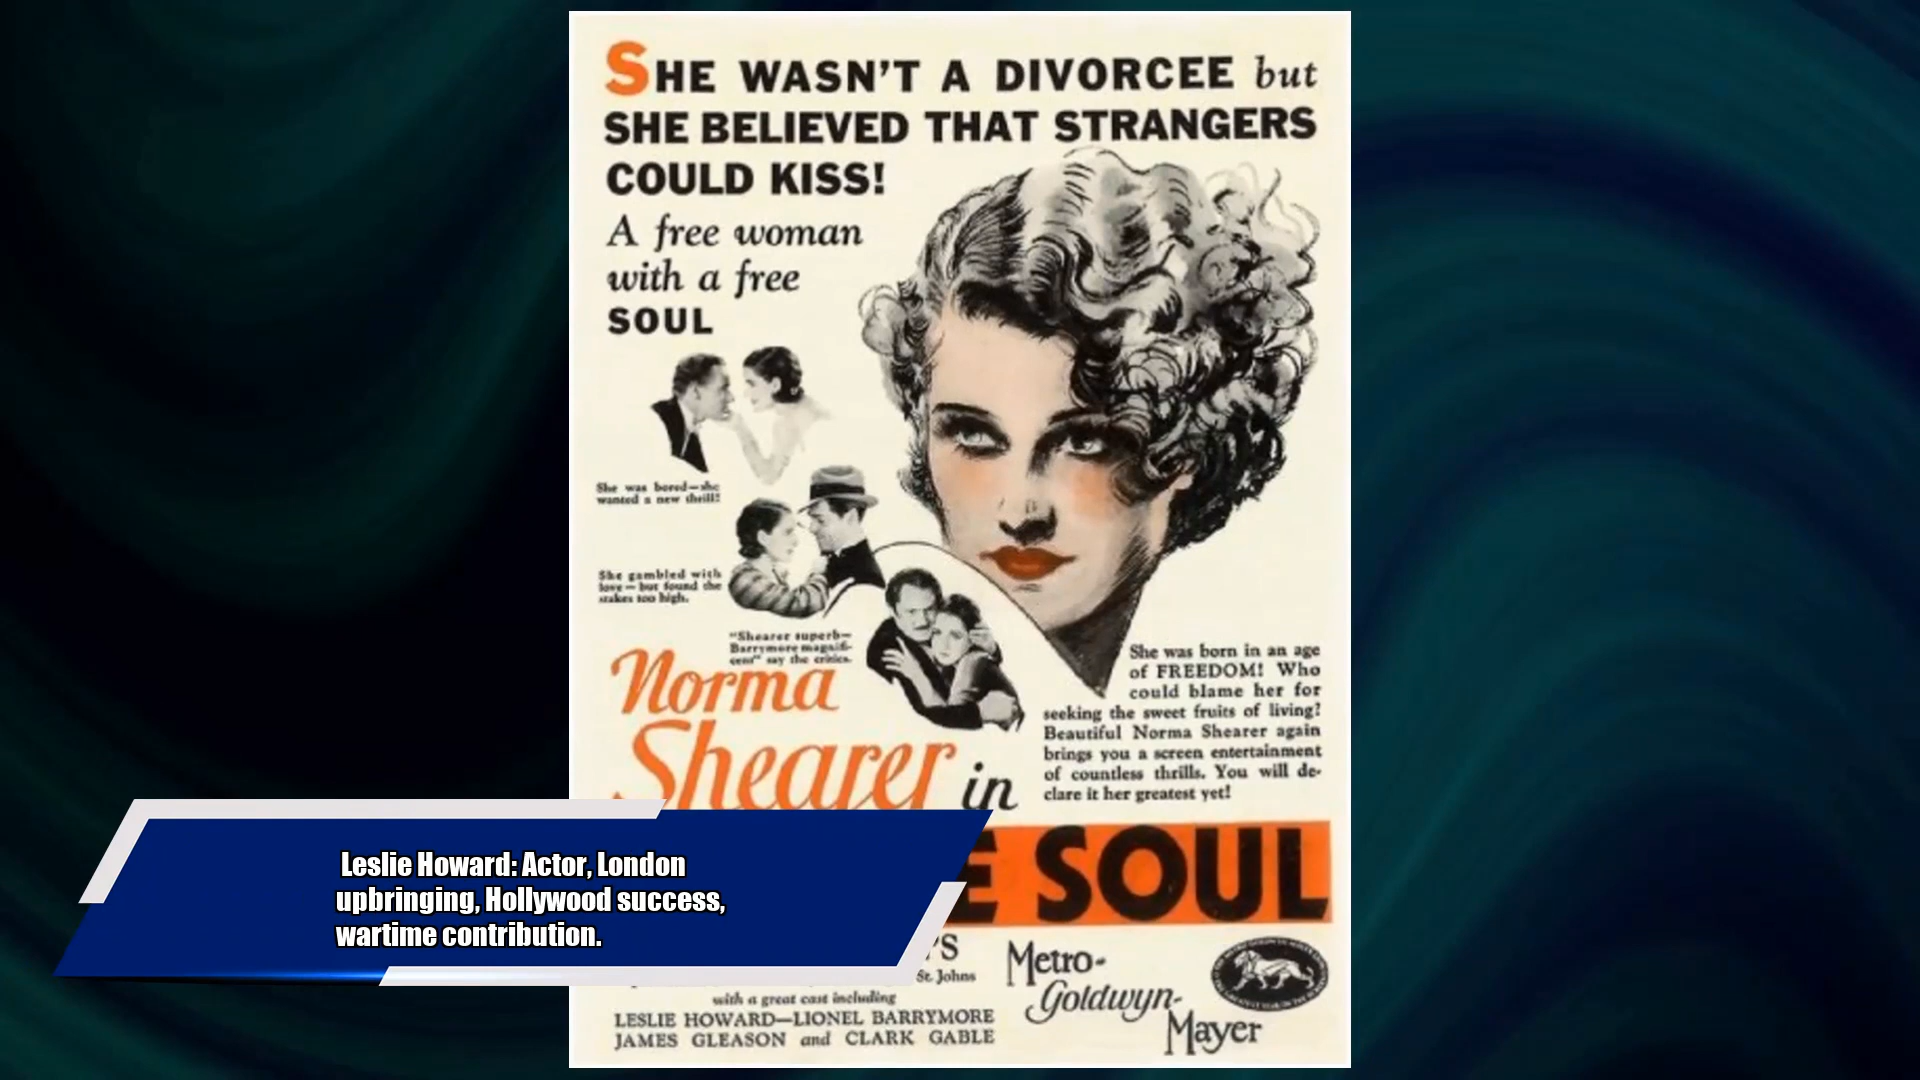 SHE WASN'T A DIVORCEE but
SHE BELIEVED THAT STRANGERS
COULD KISS!
A free woman
with a free
SOUL
She was bored—she
wanted a new thrill!
She gambled with
love—but found the
stakes too high.
"Shearer superb—
Barrymore magnifi-
cent" say the critics.
Norma
Shearer in
She was born in an age
of FREEDOM! Who
could blame her for
seeking the sweet fruits of living?
Beautiful Norma Shearer again
brings you a screen entertainment
of countless thrills. You will de-
clare it her greatest yet!
E SOUL
Leslie Howard: Actor, London
upbringing, Hollywood success,
wartime contribution.
'S
St. Johns
with a great cast including
LESLIE HOWARD—LIONEL BARRYMORE
JAMES GLEASON and CLARK GABLE
Metro-
Goldwyn-
Mayer